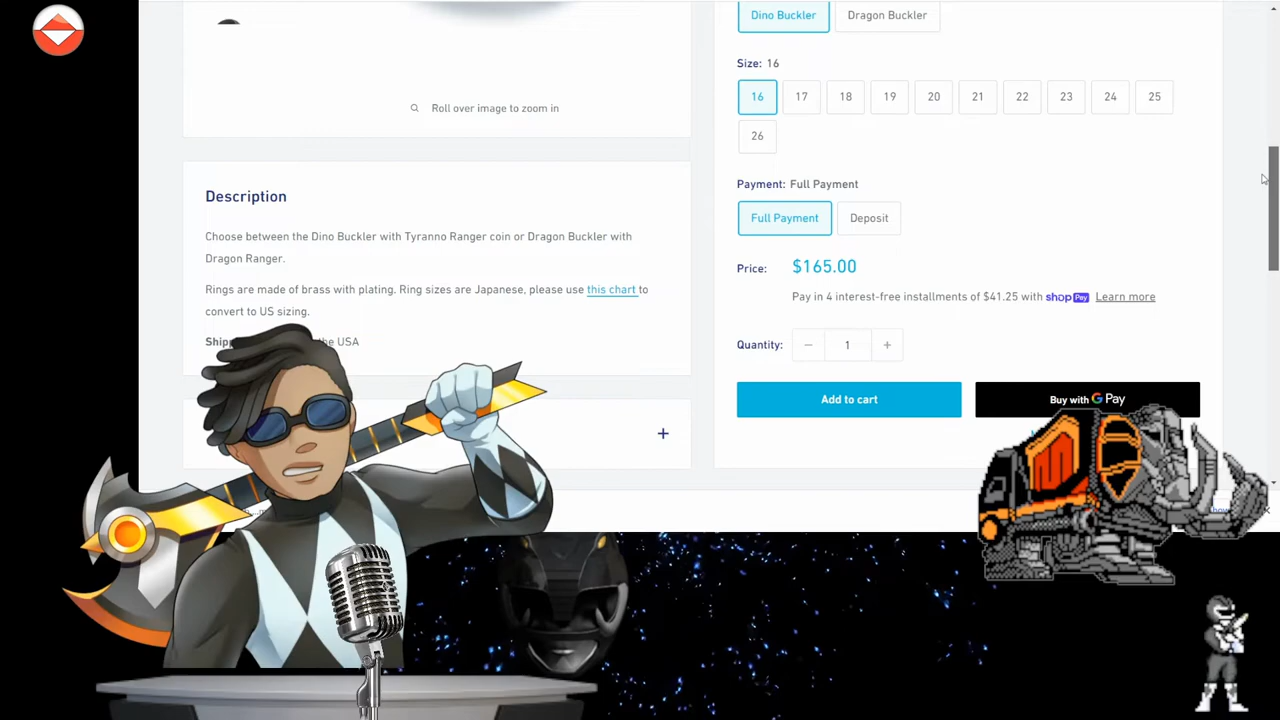 Dino Buckler
Dragon Buckler
Size: 16
16 17 18 19 20 21 22 23 24 25
26
Roll over image to zoom in
Description
Choose between the Dino Buckler with Tyranno Ranger coin or Dragon Buckler with
Dragon Ranger.
Rings are made of brass with plating. Ring sizes are Japanese, please use this chart to
convert to US sizing.
the USA
Payment: Full Payment
Full Payment
Deposit
Price: $165.00
Pay in 4 interest-free installments of $41.25 with shop Pay Learn more
Quantity: − 1 +
Add to cart
Buy with G Pay
+